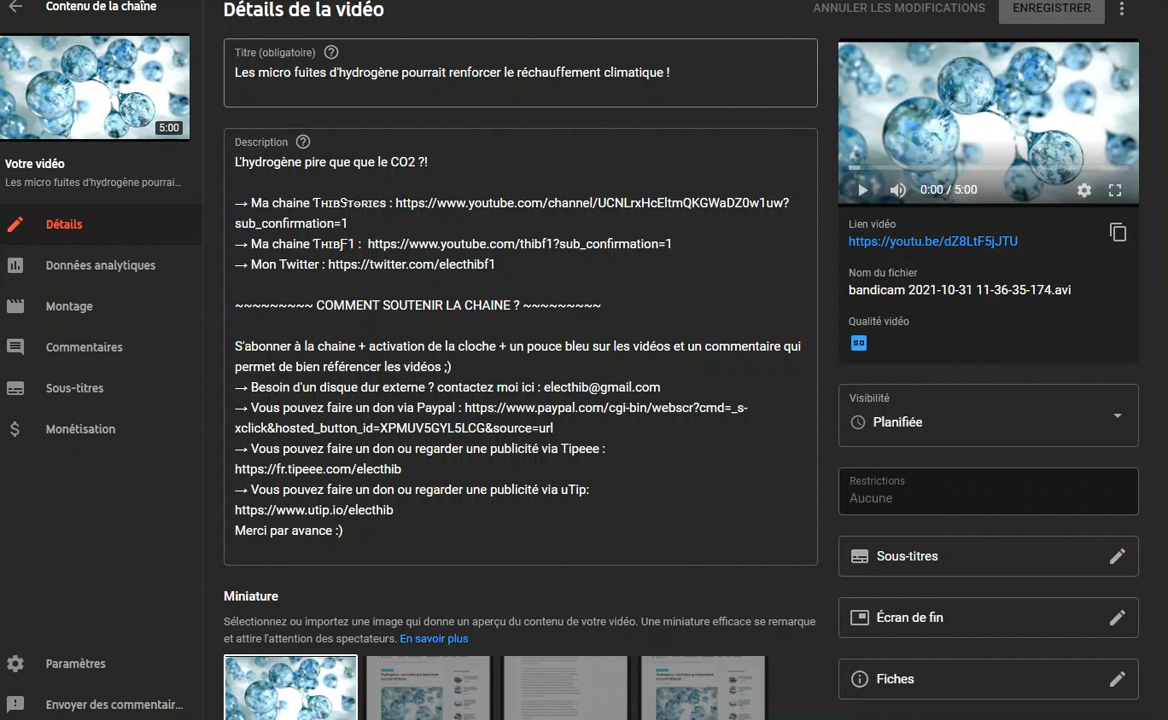 Contenu de la chaîne
5:00
Votre vidéo
Les micro fuites d'hydrogène pourrai...
Détails
Données analytiques
Montage
Commentaires
Sous-titres
Monétisation
Paramètres
Envoyer des commentair...
Détails de la vidéo
ANNULER LES MODIFICATIONS
ENREGISTRER
Titre (obligatoire)
Les micro fuites d'hydrogène pourrait renforcer le réchauffement climatique !
Description
L'hydrogène pire que que le CO2 ?!
→ Ma chaine ƬʜɪʙSᴛᴏʀɪᴇs : https://www.youtube.com/channel/UCNLrxHcEltmQKGWaDZ0w1uw?
sub_confirmation=1
→ Ma chaine ƬʜɪʙƑ1 : https://www.youtube.com/thibf1?sub_confirmation=1
→ Mon Twitter : https://twitter.com/electhibf1
~~~~~~~~~ COMMENT SOUTENIR LA CHAINE ? ~~~~~~~~~
S'abonner à la chaine + activation de la cloche + un pouce bleu sur les vidéos et un commentaire qui
permet de bien référencer les vidéos ;)
→ Besoin d'un disque dur externe ? contactez moi ici : electhib@gmail.com
→ Vous pouvez faire un don via Paypal : https://www.paypal.com/cgi-bin/webscr?cmd=_s-
xclick&hosted_button_id=XPMUV5GYL5LCG&source=url
→ Vous pouvez faire un don ou regarder une publicité via Tipeee :
https://fr.tipeee.com/electhib
→ Vous pouvez faire un don ou regarder une publicité via uTip:
https://www.utip.io/electhib
Merci par avance :)
Miniature
Sélectionnez ou importez une image qui donne un aperçu du contenu de votre vidéo. Une miniature efficace se remarque
et attire l'attention des spectateurs. En savoir plus
0:00 / 5:00
Lien vidéo
https://youtu.be/dZ8LtF5jJTU
Nom du fichier
bandicam 2021-10-31 11-36-35-174.avi
Qualité vidéo
SD
Visibilité
Planifiée
Restrictions
Aucune
Sous-titres
Écran de fin
Fiches